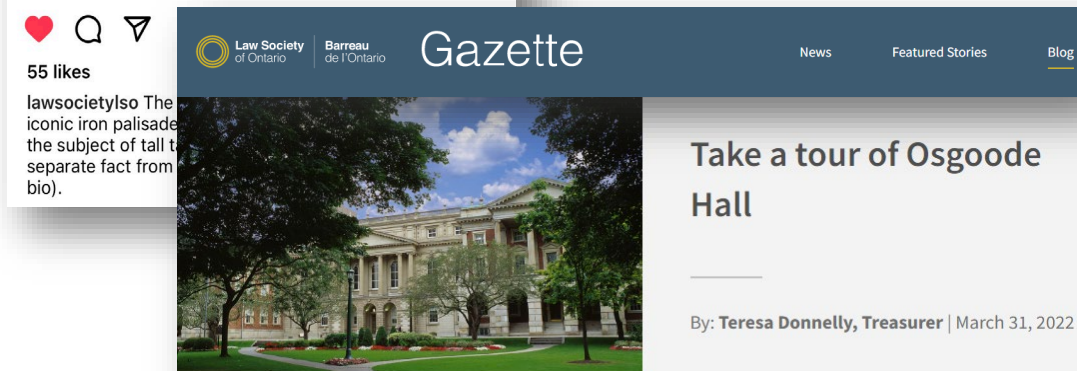 55 likes
lawsocietylso The
iconic iron palisade
the subject of tall
separate fact from
bio).
Law Society
of Ontario
Barreau
de l'Ontario
Gazette
News
Featured Stories
Blog
Take a tour of Osgoode
Hall
By: Teresa Donnelly, Treasurer | March 31, 2022